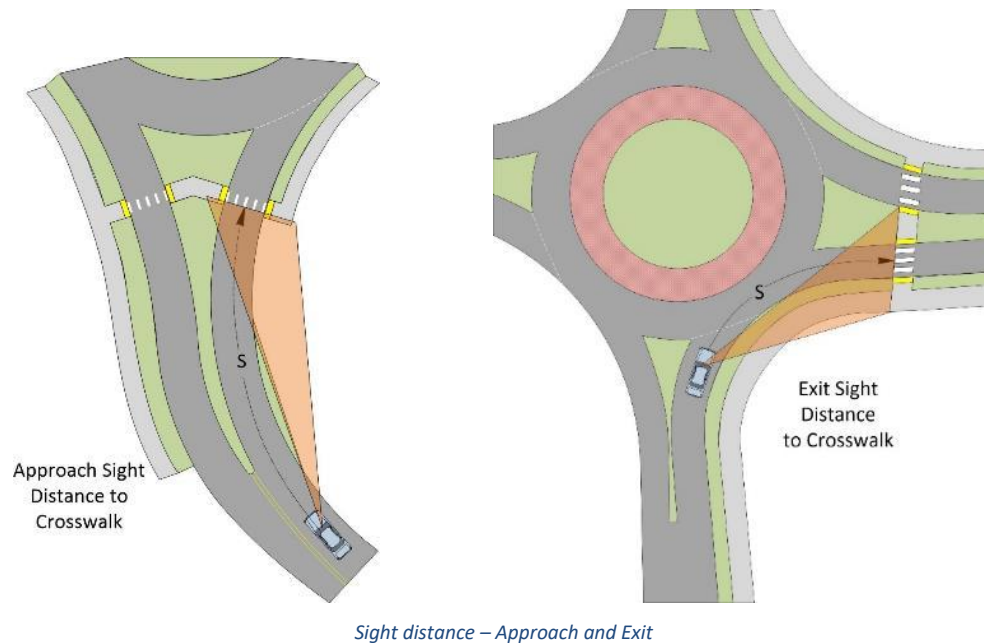 S
Approach Sight
Distance to
Crosswalk
S
Exit Sight
Distance
to Crosswalk
Sight distance – Approach and Exit